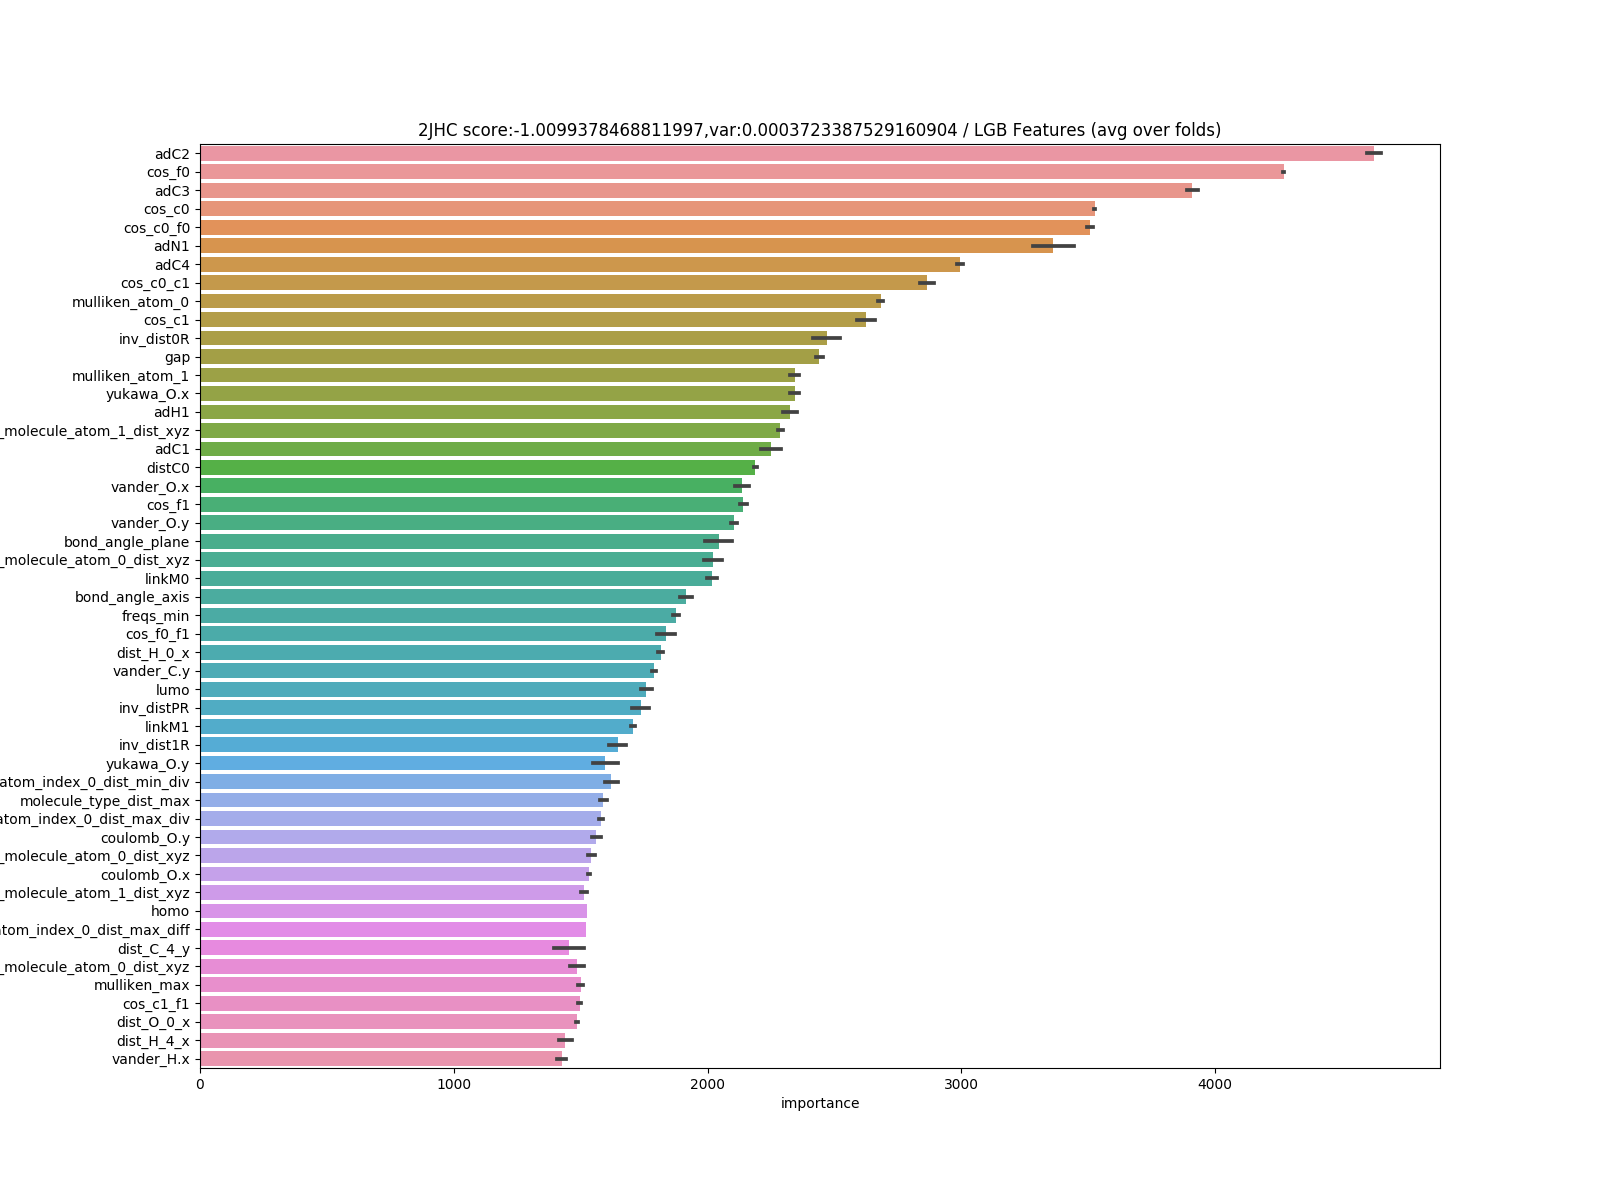 2JHC score:-1.0099378468811997,var:0.0003723387529160904 / LGB Features (avg over folds)
adC2
cos_f0
adC3
cos_c0
cos_c0_f0
adN1
adC4
cos_c0_c1
mulliken_atom_0
cos_c1
inv_dist0R
gap
mulliken_atom_1
yukawa_O.x
adH1
_molecule_atom_1_dist_xyz
adC1
distC0
vander_O.x
cos_f1
vander_O.y
bond_angle_plane
_molecule_atom_0_dist_xyz
linkM0
bond_angle_axis
freqs_min
cos_f0_f1
dist_H_0_x
vander_C.y
lumo
inv_distPR
linkM1
inv_dist1R
yukawa_O.y
atom_index_0_dist_min_div
molecule_type_dist_max
atom_index_0_dist_max_div
coulomb_O.y
_molecule_atom_0_dist_xyz
coulomb_O.x
_molecule_atom_1_dist_xyz
homo
atom_index_0_dist_max_diff
dist_C_4_y
_molecule_atom_0_dist_xyz
mulliken_max
cos_c1_f1
dist_O_0_x
dist_H_4_x
vander_H.x
0 1000 2000 3000 4000
importance